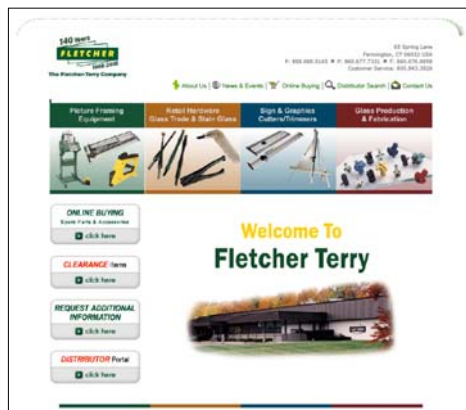 140 Years
FLETCHER
1868-2008
The Fletcher-Terry Company
65 Spring Lane
Farmington, CT 06032 USA
Customer Service:
About Us | News & Events | Online Buying | Distributor Search | Contact Us
Picture Framing
Equipment
Retail Hardware
Glass Trade & Stain Glass
Sign & Graphics
Cutters/Trimmers
Glass Production
& Fabrication
ONLINE BUYING
Spare Parts & Accessories
click here
CLEARANCE Items
click here
REQUEST ADDITIONAL
INFORMATION
click here
DISTRIBUTOR Portal
click here
Welcome To
Fletcher Terry